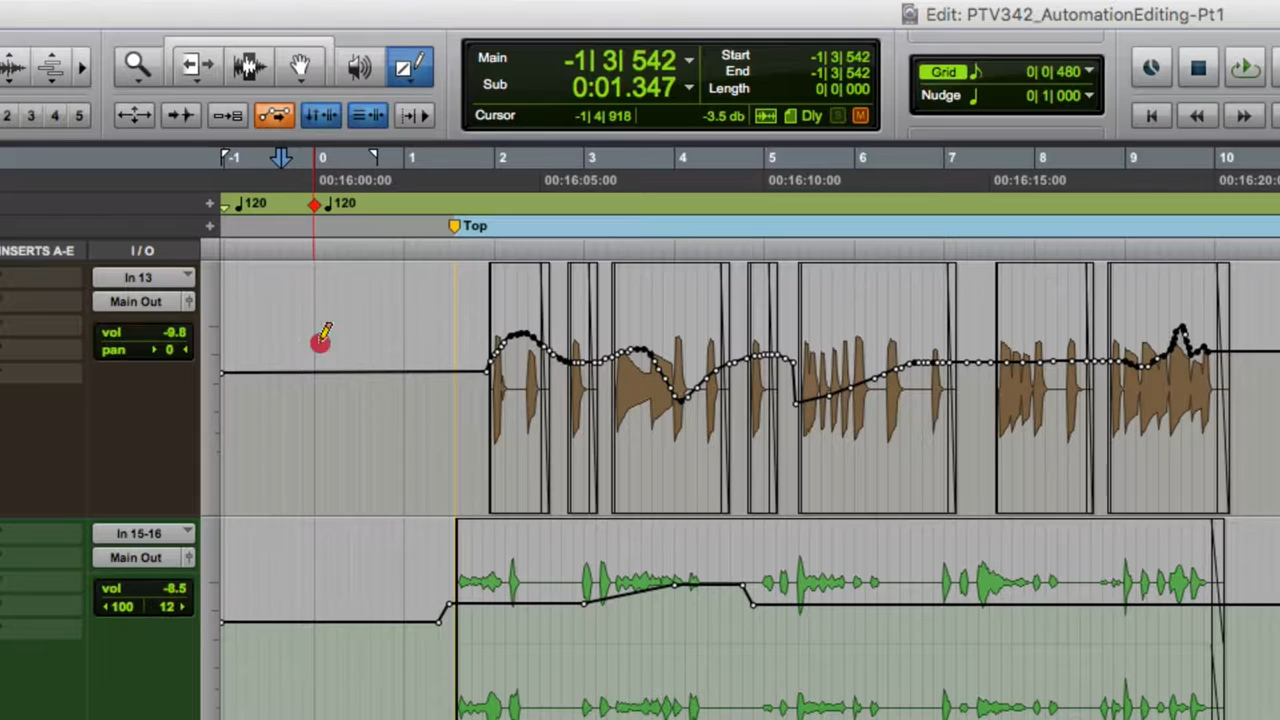 Edit: PTV342_AutomationEditing-Pt1
Main -1| 3| 542
Sub 0:01.347
Start -1| 3| 542
End -1| 3| 542
Length 0| 0| 000
Cursor -1| 4| 918 -3.5 db Dly S M
Grid 0| 0| 480
Nudge 0| 1| 000
2 3 4 5
-1 0 1 2 3 4 5 6 7 8 9 10
00:16:00:00 00:16:05:00 00:16:10:00 00:16:15:00 00:16:20:0
+ 120 120
+ Top
INSERTS A-E I / O
In 13
Main Out
vol -9.8
pan 0
In 15-16
Main Out
vol -8.5
100 12